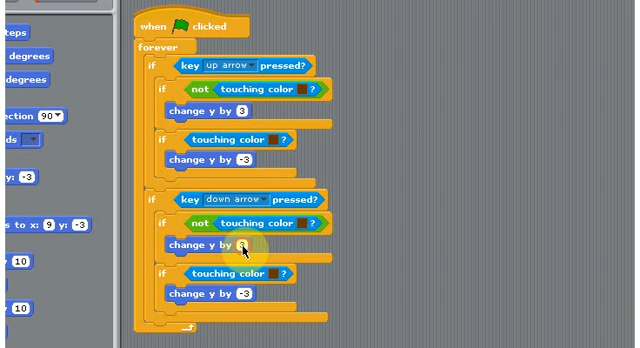 when clicked
forever
if key up arrow pressed?
if not touching color ?
change y by 3
if touching color ?
change y by -3
if key down arrow pressed?
if not touching color ?
change y by 3
if touching color ?
change y by -3
teps
degrees
degrees
ection 90
ds
y: -3
s to x: 9 y: -3
10
10